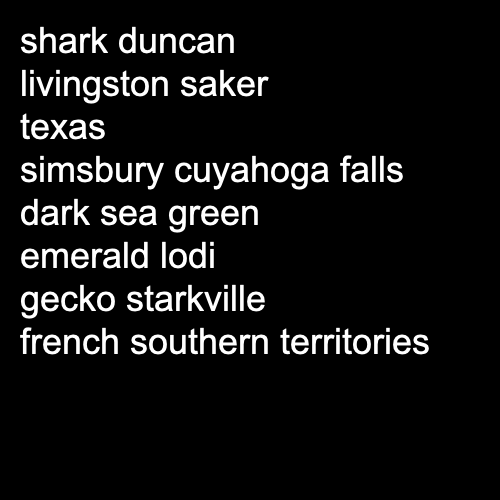 shark duncan
livingston saker
texas
simsbury cuyahoga falls
dark sea green
emerald lodi
gecko starkville
french southern territories